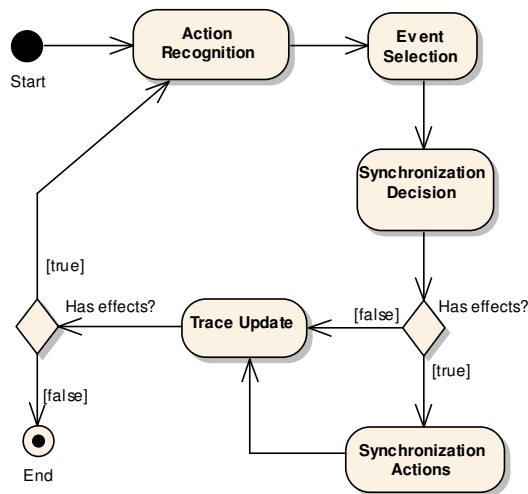 Action
Recognition
Event
Selection
Start
Synchronization
Decision
[true]
Has effects?
Trace Update
[false]
Has effects?
[true]
[false]
Synchronization
Actions
End